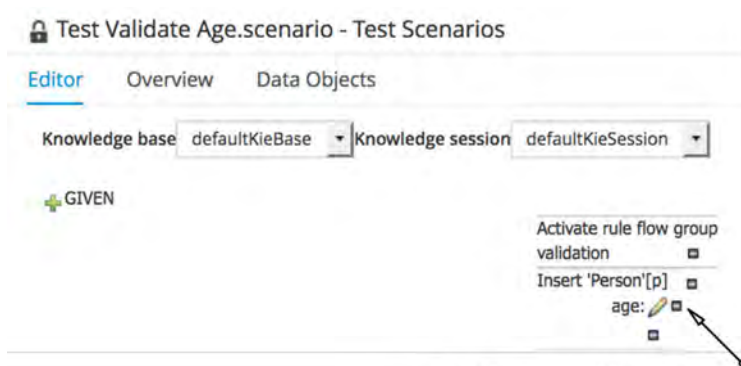 Test Validate Age.scenario - Test Scenarios
Editor Overview Data Objects
Knowledge base defaultKieBase Knowledge session defaultKieSession
GIVEN
Activate rule flow group
validation
Insert 'Person'[p]
age: